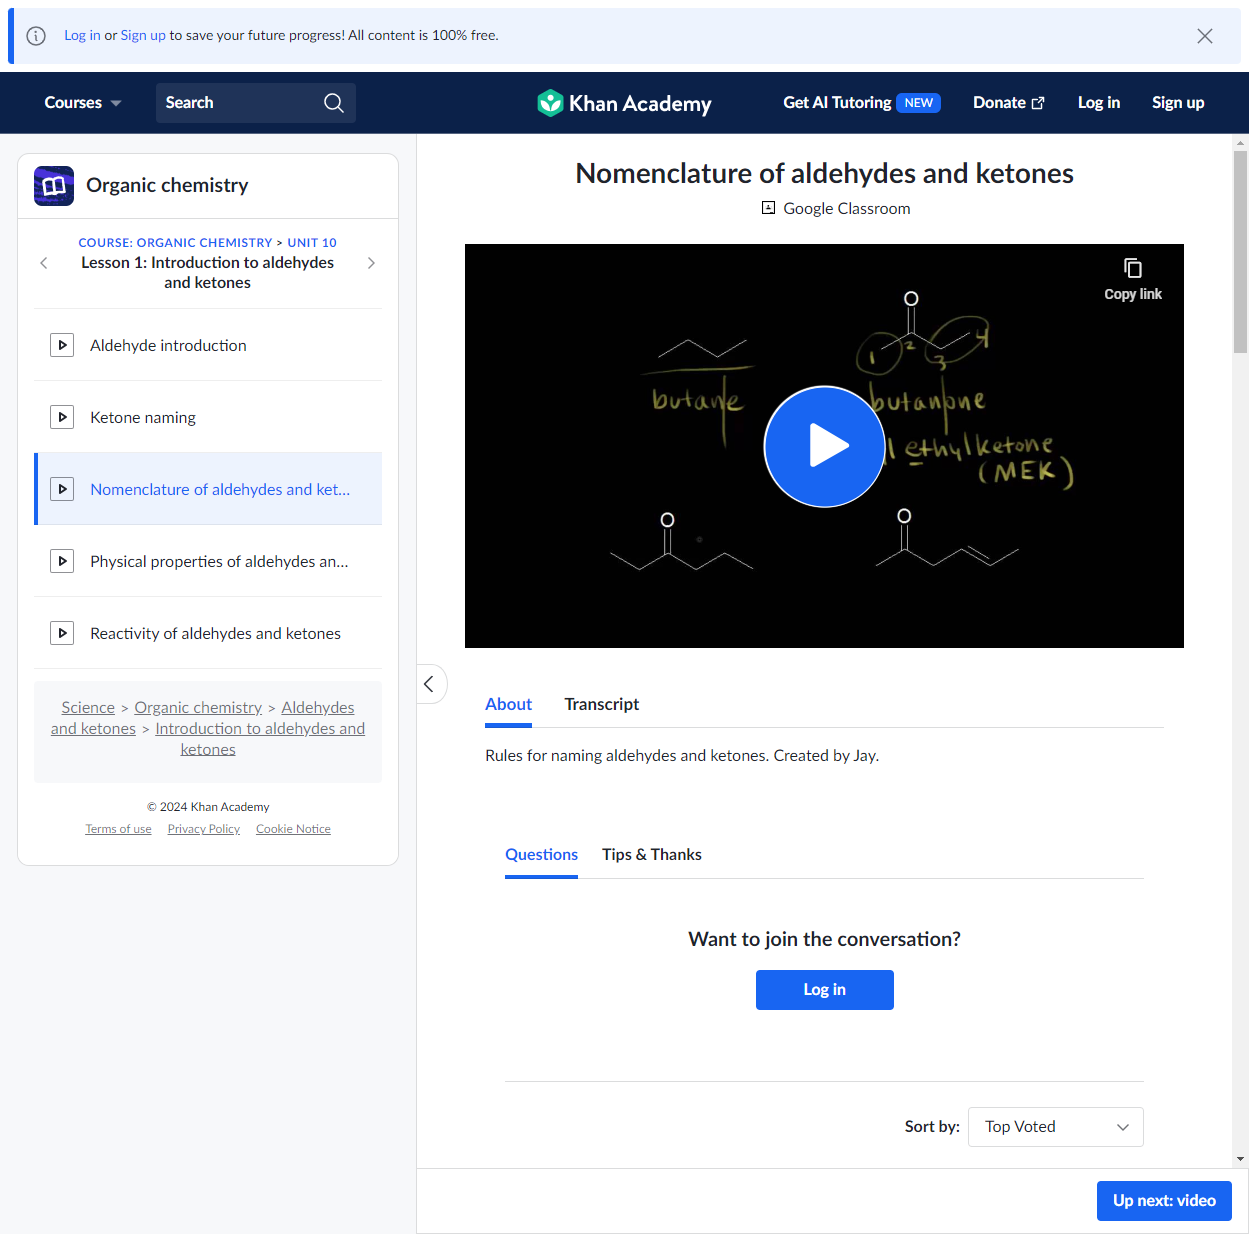 Log in or Sign up to save your future progress! All content is 100% free.
Courses
Search
Khan Academy
Get AI Tutoring NEW
Donate
Log in
Sign up
Organic chemistry
COURSE: ORGANIC CHEMISTRY > UNIT 10
Lesson 1: Introduction to aldehydes
and ketones
Aldehyde introduction
Ketone naming
Nomenclature of aldehydes and ket...
Physical properties of aldehydes an...
Reactivity of aldehydes and ketones
Science > Organic chemistry > Aldehydes
and ketones > Introduction to aldehydes and
ketones
© 2024 Khan Academy
Terms of use Privacy Policy Cookie Notice
Nomenclature of aldehydes and ketones
Google Classroom
Copy link
O
1 2 3 4
butane
butanone
l ethylketone
(MEK)
O
O
About Transcript
Rules for naming aldehydes and ketones. Created by Jay.
Questions Tips & Thanks
Want to join the conversation?
Log in
Sort by: Top Voted
Up next: video